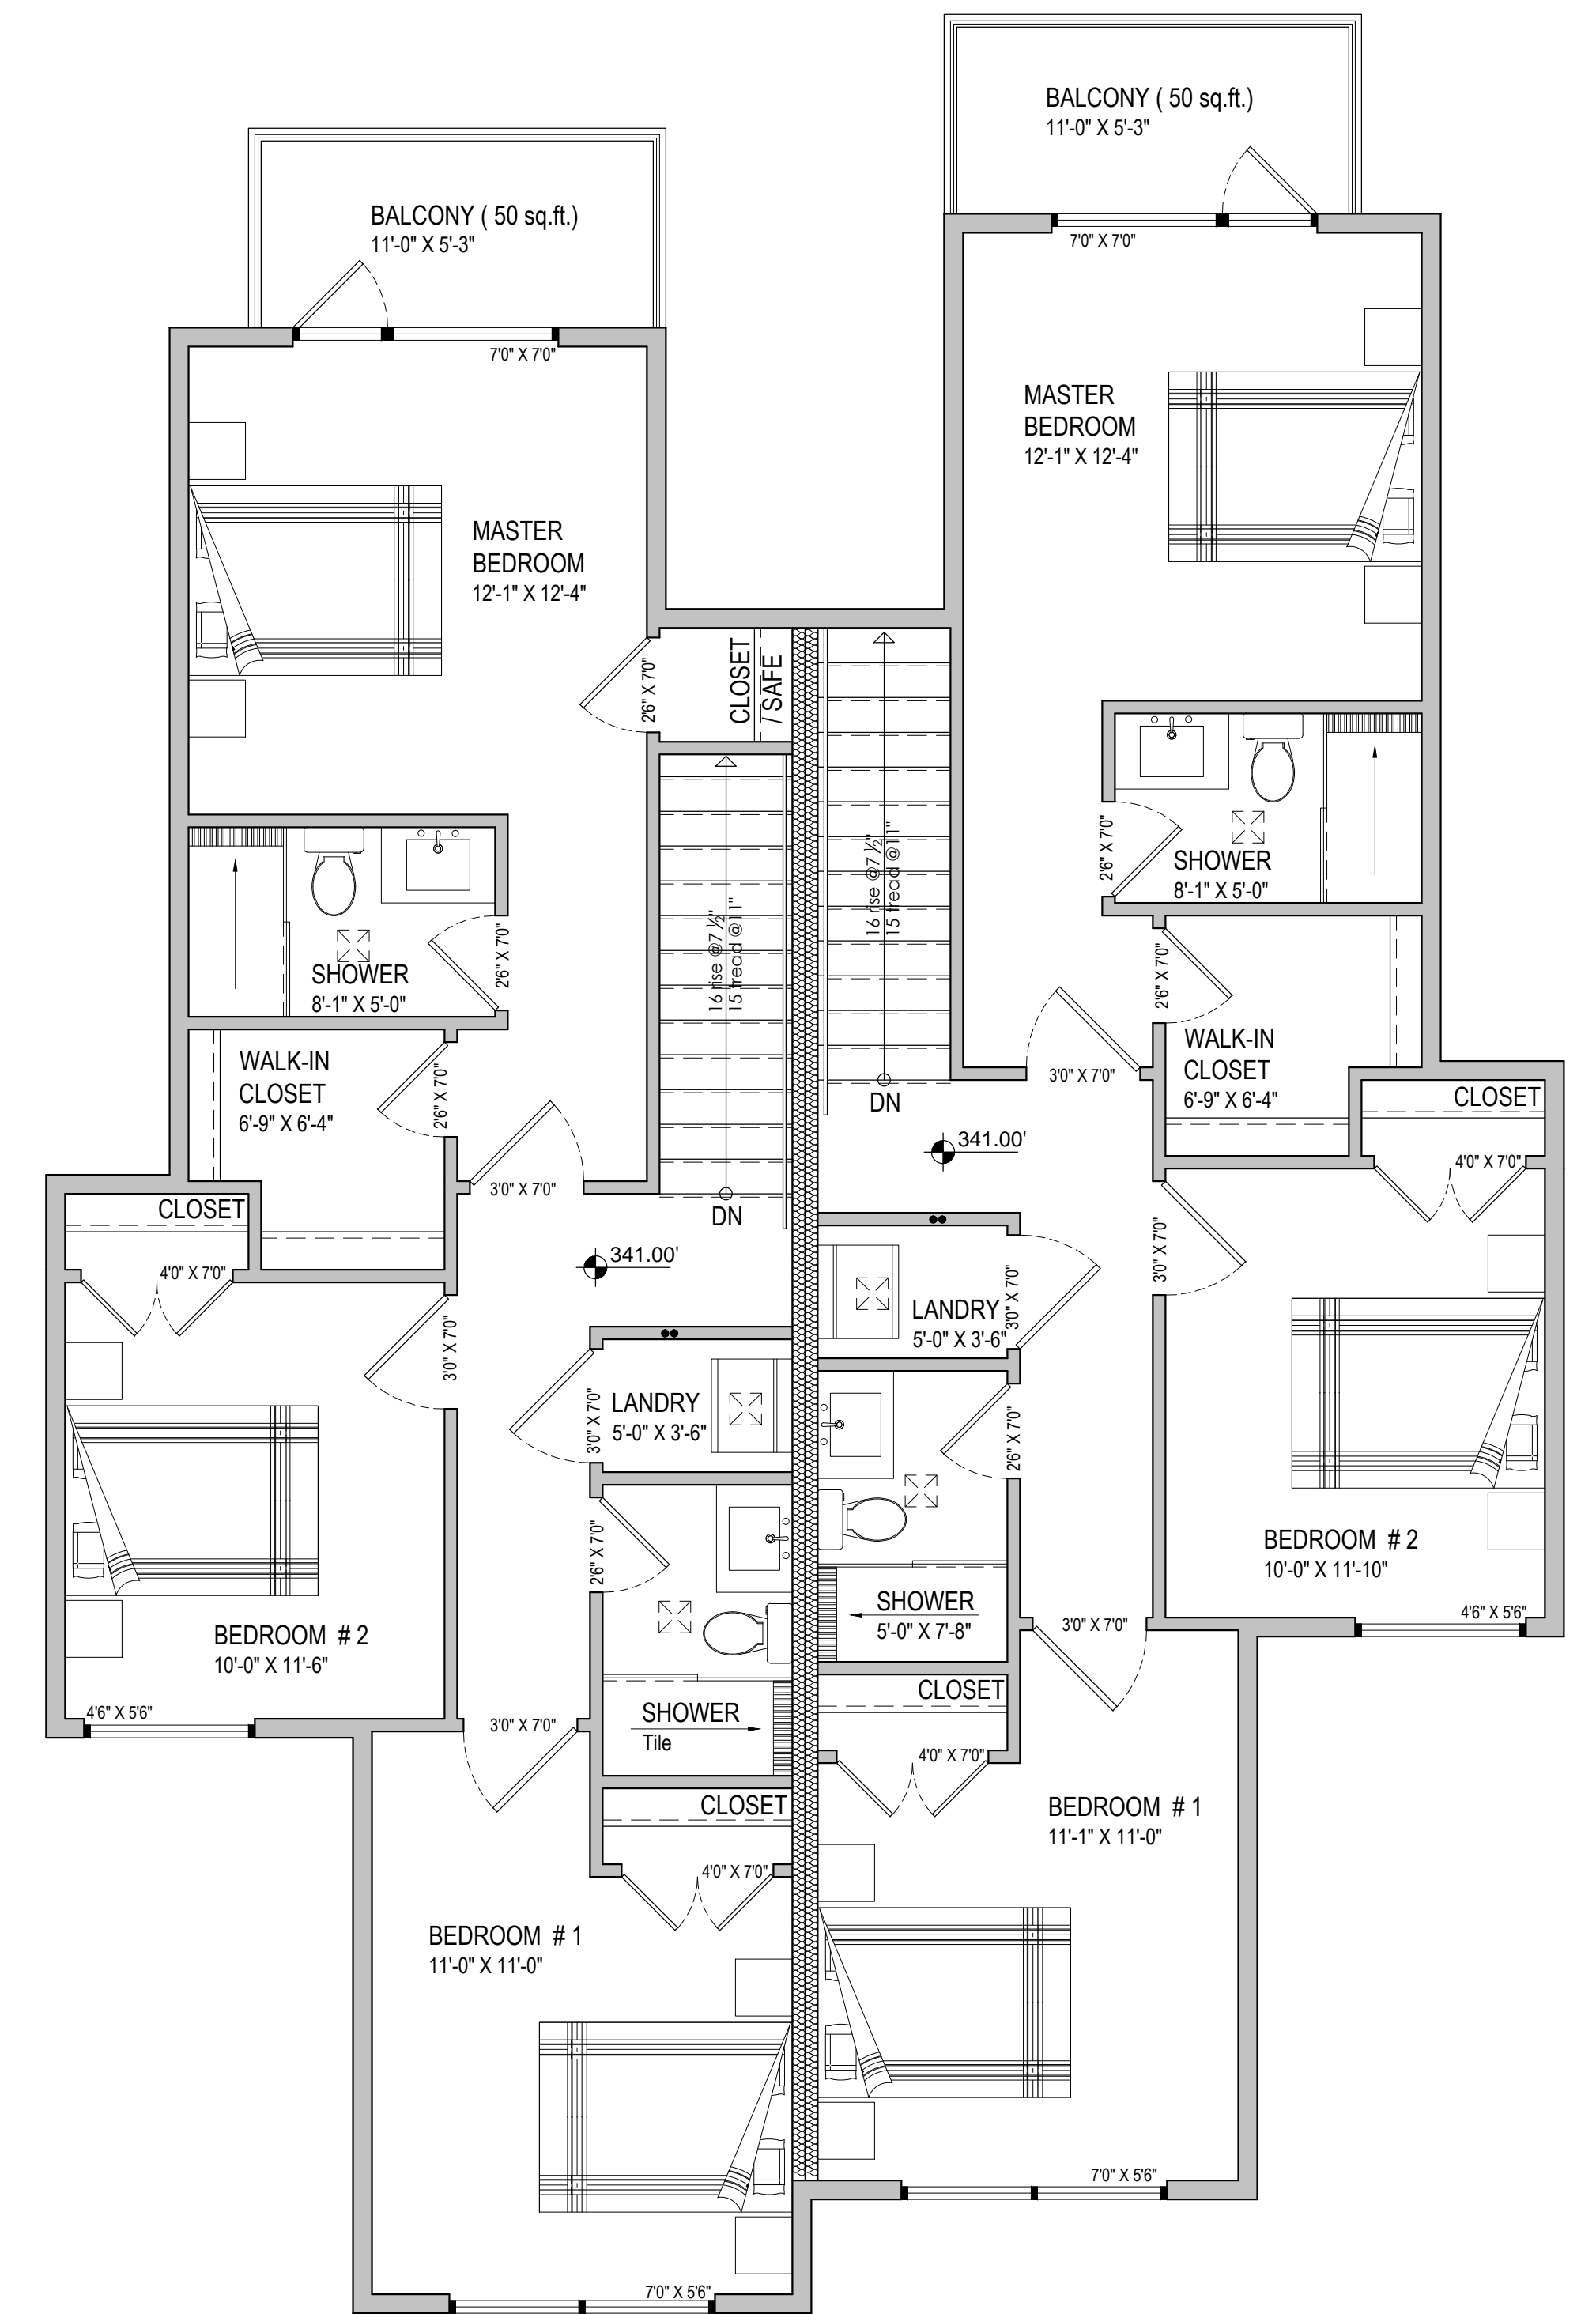 BALCONY ( 50 sq.ft.)
11'-0" X 5'-3"
7'0" X 7'0"
MASTER
BEDROOM
12'-1" X 12'-4"
2'6" X 7'0"
CLOSET
/ SAFE
16 rise @7 ½"
15 tread @11"
DN
SHOWER
8'-1" X 5'-0"
2'6" X 7'0"
WALK-IN
CLOSET
6'-9" X 6'-4"
2'6" X 7'0"
3'0" X 7'0"
341.00'
CLOSET
4'0" X 7'0"
3'0" X 7'0"
LANDRY
5'-0" X 3'-6"
3'0" X 7'0"
2'6" X 7'0"
BEDROOM # 2
10'-0" X 11'-6"
4'6" X 5'6"
3'0" X 7'0"
SHOWER
Tile
CLOSET
4'0" X 7'0"
BEDROOM # 1
11'-0" X 11'-0"
7'0" X 5'6"
BALCONY ( 50 sq.ft.)
11'-0" X 5'-3"
7'0" X 7'0"
MASTER
BEDROOM
12'-1" X 12'-4"
16 rise @7 ½"
15 tread @11"
DN
2'6" X 7'0"
SHOWER
8'-1" X 5'-0"
2'6" X 7'0"
WALK-IN
CLOSET
6'-9" X 6'-4"
3'0" X 7'0"
341.00'
CLOSET
4'0" X 7'0"
3'0" X 7'0"
LANDRY
5'-0" X 3'-6"
3'0" X 7'0"
2'6" X 7'0"
BEDROOM # 2
10'-0" X 11'-10"
4'6" X 5'6"
SHOWER
5'-0" X 7'-8"
3'0" X 7'0"
CLOSET
4'0" X 7'0"
BEDROOM # 1
11'-1" X 11'-0"
7'0" X 5'6"